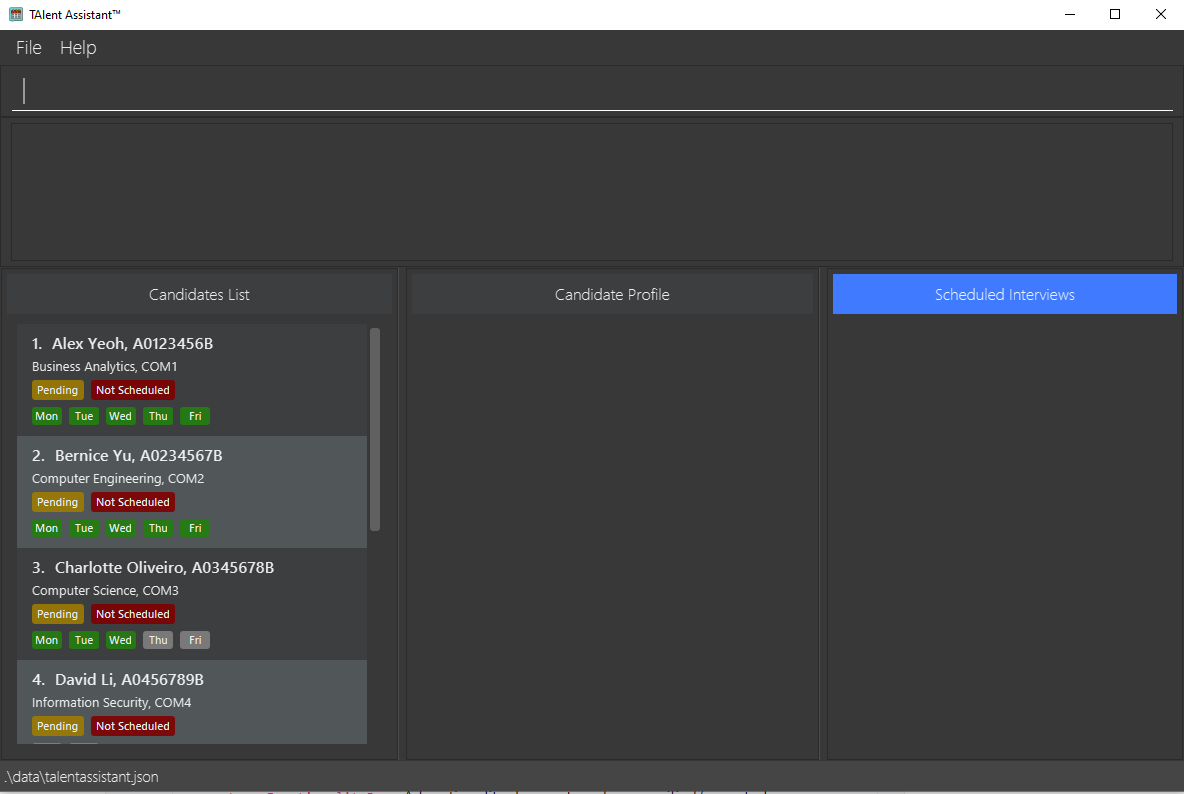 TAlent Assistant™
File Help
Candidates List
Candidate Profile
Scheduled Interviews
1. Alex Yeoh, A0123456B
Business Analytics, COM1
Pending Not Scheduled
Mon Tue Wed Thu Fri
2. Bernice Yu, A0234567B
Computer Engineering, COM2
Pending Not Scheduled
Mon Tue Wed Thu Fri
3. Charlotte Oliveiro, A0345678B
Computer Science, COM3
Pending Not Scheduled
Mon Tue Wed Thu Fri
4. David Li, A0456789B
Information Security, COM4
Pending Not Scheduled
.\data\talentassistant.json